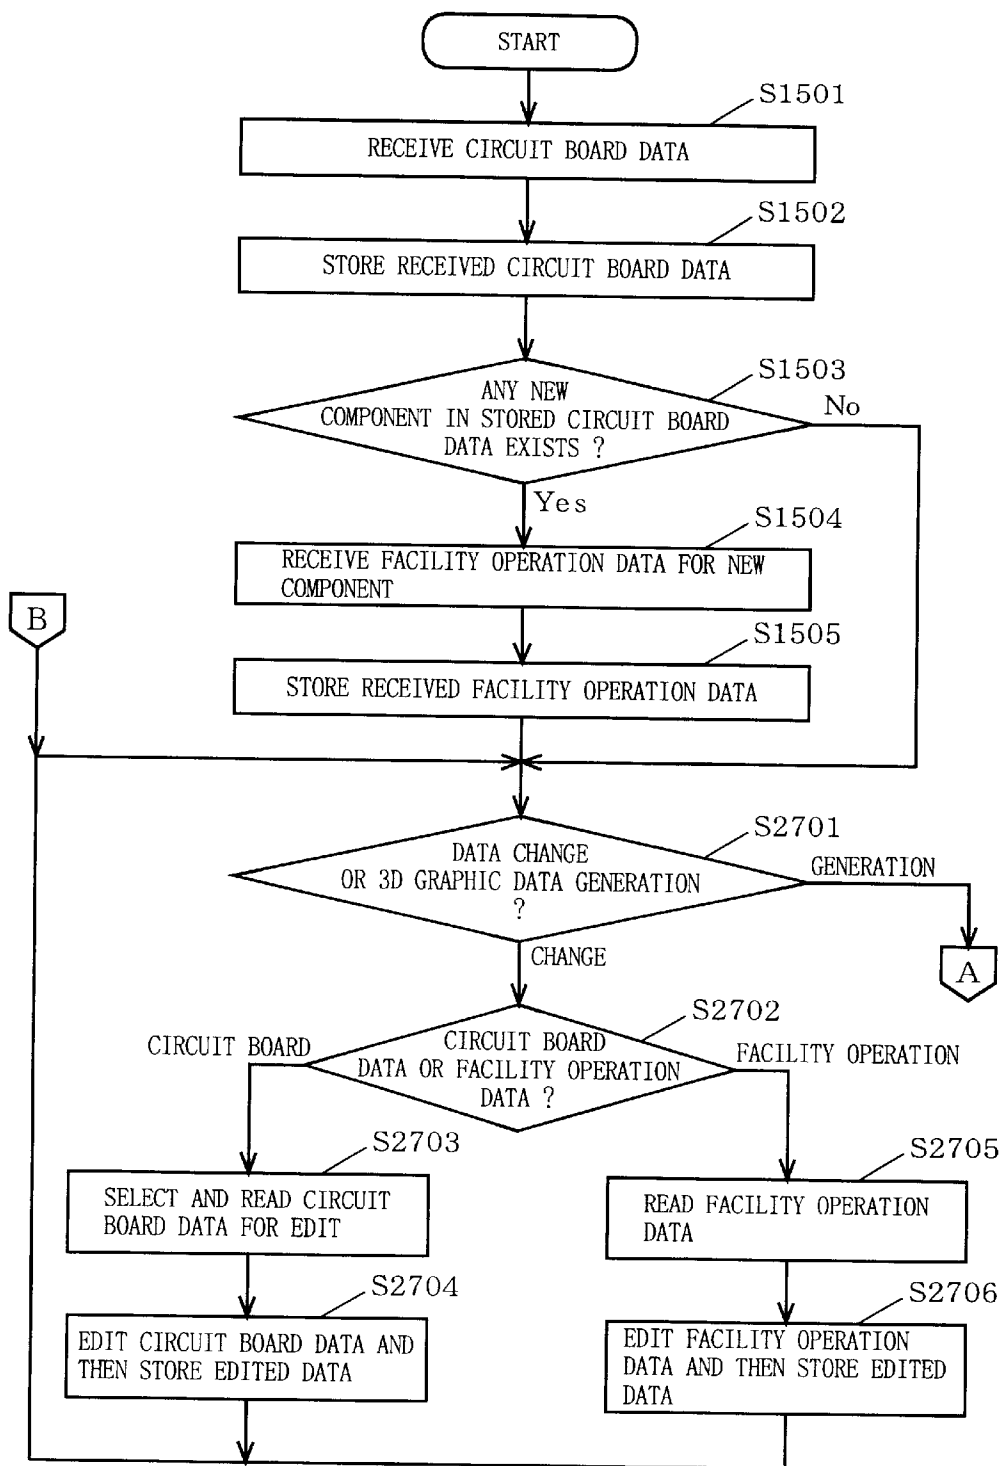 START
S1501
RECEIVE CIRCUIT BOARD DATA
S1502
STORE RECEIVED CIRCUIT BOARD DATA
S1503
ANY NEW
COMPONENT IN STORED CIRCUIT BOARD
DATA EXISTS ?
No
Yes
S1504
RECEIVE FACILITY OPERATION DATA FOR NEW
COMPONENT
B
S1505
STORE RECEIVED FACILITY OPERATION DATA
S2701
DATA CHANGE
OR 3D GRAPHIC DATA GENERATION
?
GENERATION
A
CHANGE
S2702
CIRCUIT BOARD
DATA OR FACILITY OPERATION
DATA ?
CIRCUIT BOARD
FACILITY OPERATION
S2703
SELECT AND READ CIRCUIT
BOARD DATA FOR EDIT
S2705
READ FACILITY OPERATION
DATA
S2704
EDIT CIRCUIT BOARD DATA AND
THEN STORE EDITED DATA
S2706
EDIT FACILITY OPERATION
DATA AND THEN STORE EDITED
DATA